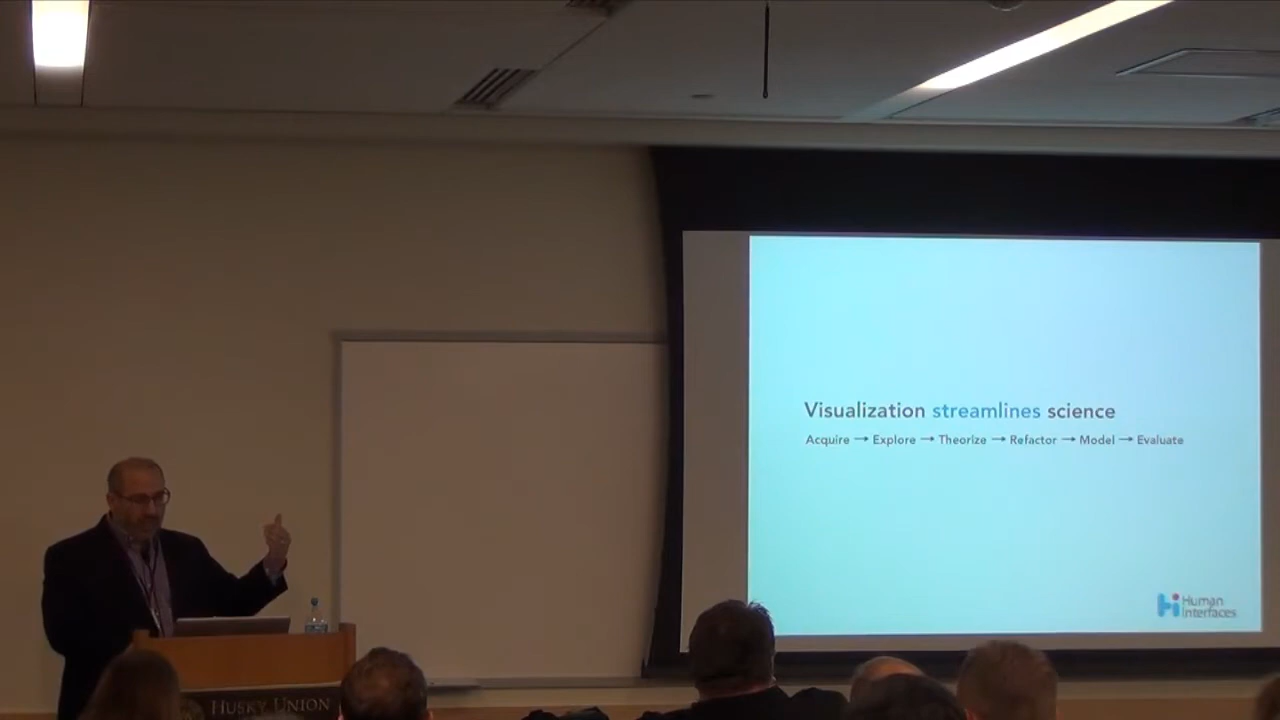 Visualization streamlines science
Acquire → Explore → Theorize → Refactor → Model → Evaluate
Human
Interfaces
HUSKY UNION